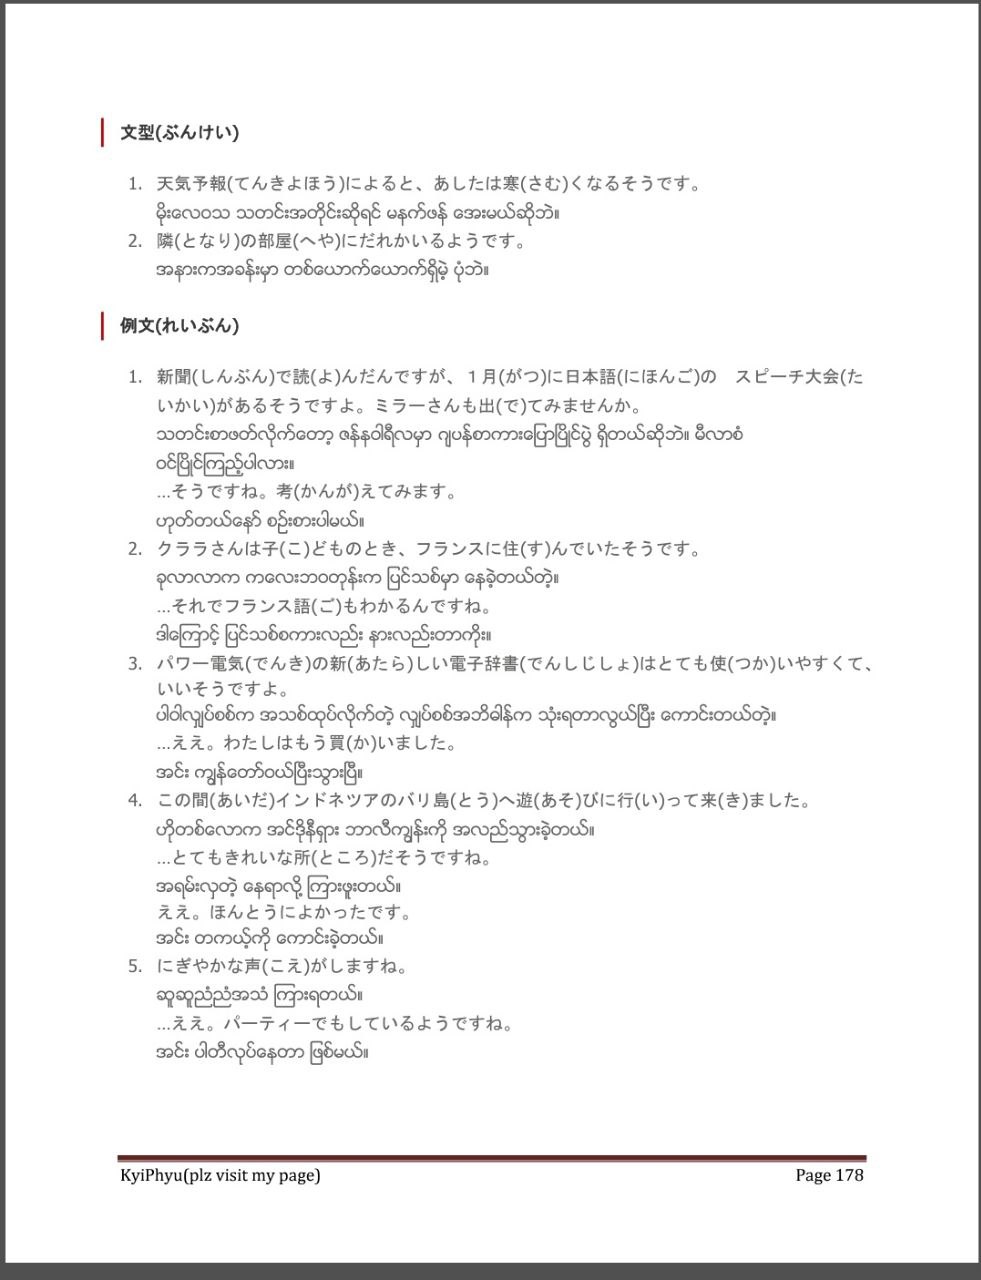 文型(ぶんけい)
1. 天気予報(てんきよほう)によると、あしたは寒(さむ)くなるそうです。
မိုးလေဝသ သတင်းအတိုင်းဆိုရင် မနက်ဖန် အေးမယ်ဆိုဘဲ။
2. 隣(となり)の部屋(へや)にだれかいるようです。
အနားကအခန်းမှာ တစ်ယောက်ယောက်ရှိမဲ့ ပုံဘဲ။
例文(れいぶん)
1. 新聞(しんぶん)で読(よ)んだんですが、１月(がつ)に日本語(にほんご)の　スピーチ大会(た
いかい)があるそうですよ。ミラーさんも出(で)てみませんか。
သတင်းစာဖတ်လိုက်တော့ ဇန်နဝါရီလမှာ ဂျပန်စာကားပြောပြိုင်ပွဲ ရှိတယ်ဆိုဘဲ။ မီလာစံ
ဝင်ပြိုင်ကြည့်ပါလား။
…そうですね。考(かんが)えてみます。
ဟုတ်တယ်နော် စဉ်းစားပါမယ်။
2. クララさんは子(こ)どものとき、フランスに住(す)んでいたそうです。
ခုလာလာက ကလေးဘဝတုန်းက ပြင်သစ်မှာ နေခဲ့တယ်တဲ့။
…それでフランス語(ご)もわかるんですね。
ဒါကြောင့် ပြင်သစ်စကားလည်း နားလည်းတာကိုး။
3. パワー電気(でんき)の新(あたら)しい電子辞書(でんしじしょ)はとても使(つか)いやすくて、
いいそうですよ。
ပါဝါလျှပ်စစ်က အသစ်ထုပ်လိုက်တဲ့ လျှပ်စစ်အဘိဓါန်က သုံးရတာလွယ်ပြီး ကောင်းတယ်တဲ့။
…ええ。わたしはもう買(か)いました。
အင်း ကျွန်တော်ဝယ်ပြီးသွားပြီ။
4. この間(あいだ)インドネツアのバリ島(とう)へ遊(あそ)びに行(い)って来(き)ました。
ဟိုတစ်လောက အင်ဒိုနီရှား ဘာလီကျွန်းကို အလည်သွားခဲ့တယ်။
…とてもきれいな所(ところ)だそうですね。
အရမ်းလှတဲ့ နေရာလို့ ကြားဖူးတယ်။
ええ。ほんとうによかったです。
အင်း တကယ့်ကို ကောင်းခဲ့တယ်။
5. にぎやかな声(こえ)がしますね。
ဆူဆူညံညံအသံ ကြားရတယ်။
…ええ。パーティーでもしているようですね。
အင်း ပါတီလုပ်နေတာ ဖြစ်မယ်။
KyiPhyu(plz visit my page) Page 178